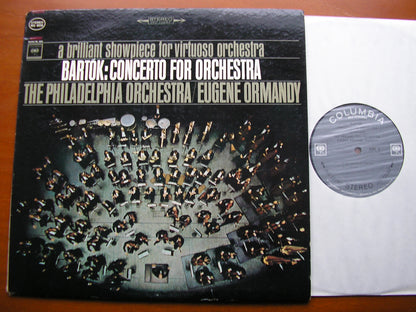 STEREO
a brilliant showpiece for virtuoso orchestra
BARTÓK: CONCERTO FOR ORCHESTRA
THE PHILADELPHIA ORCHESTRA/EUGENE ORMANDY
COLUMBIA
STEREO